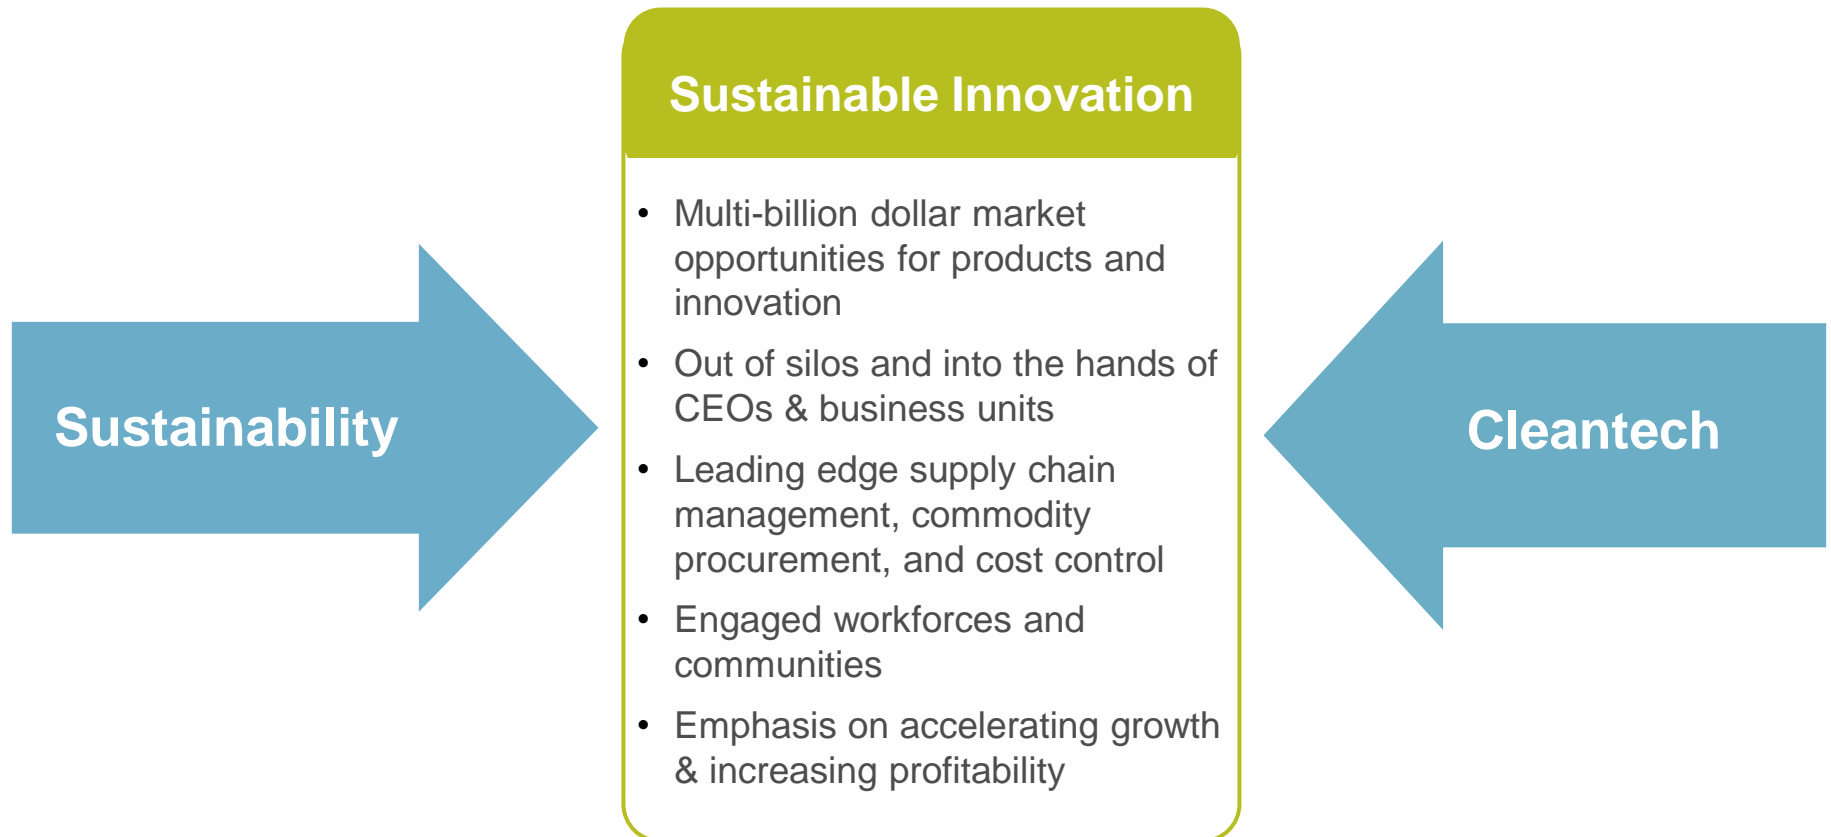 Sustainable Innovation
• Multi-billion dollar market
opportunities for products and
innovation
• Out of silos and into the hands of
CEOs & business units
• Leading edge supply chain
management, commodity
procurement, and cost control
• Engaged workforces and
communities
• Emphasis on accelerating growth
& increasing profitability
Sustainability
Cleantech